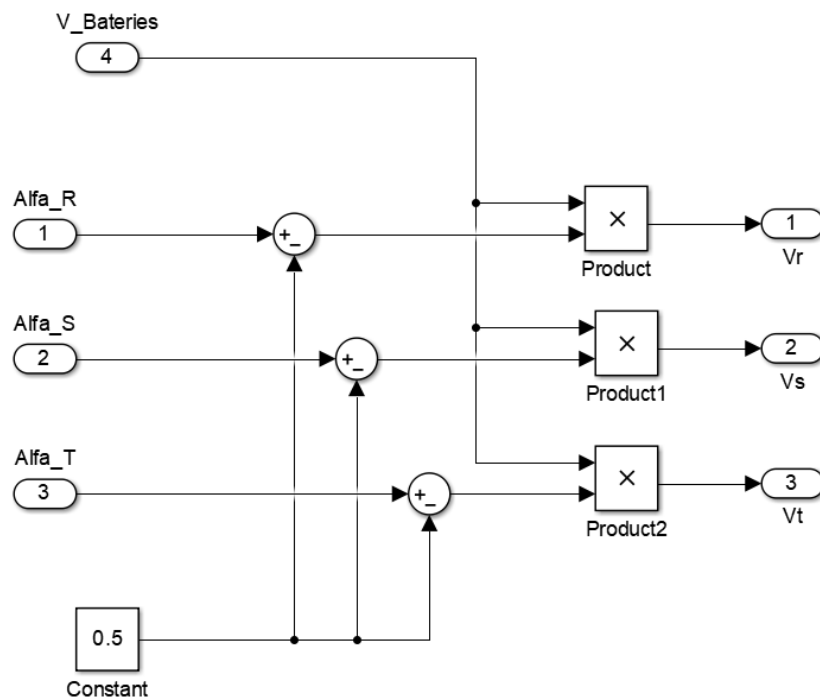 V_Bateries
4
Alfa_R
1
+
−
×
Product
1
Vr
Alfa_S
2
+
−
×
Product1
2
Vs
Alfa_T
3
+
−
×
Product2
3
Vt
0.5
Constant